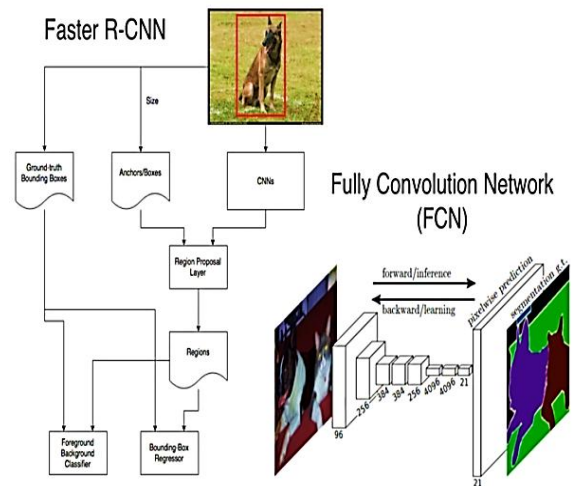 Faster R-CNN
Size
Ground-truth
Bounding Boxes
Anchors/Boxes
CNNs
Region Proposal
Layer
Regions
Foreground
Background
Classifier
Bounding-Box
Regressor
Fully Convolution Network
(FCN)
forward/inference
backward/learning
pixelwise prediction
segmentation g.t.
96
256
384
384
256
4096
4096
21
21